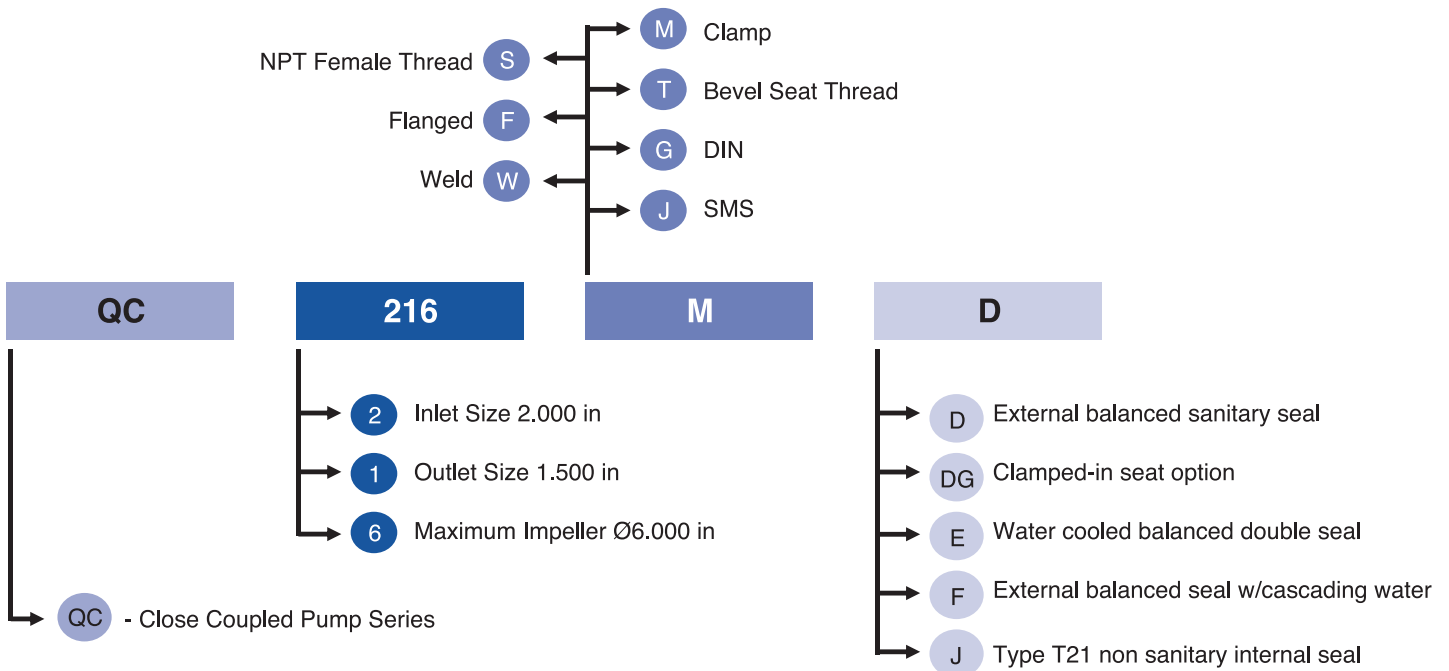 M Clamp
NPT Female Thread S
T Bevel Seat Thread
Flanged F
G DIN
Weld W
J SMS
QC 216 M D
2 Inlet Size 2.000 in
1 Outlet Size 1.500 in
6 Maximum Impeller Ø6.000 in
QC - Close Coupled Pump Series
D External balanced sanitary seal
DG Clamped-in seat option
E Water cooled balanced double seal
F External balanced seal w/cascading water
J Type T21 non sanitary internal seal